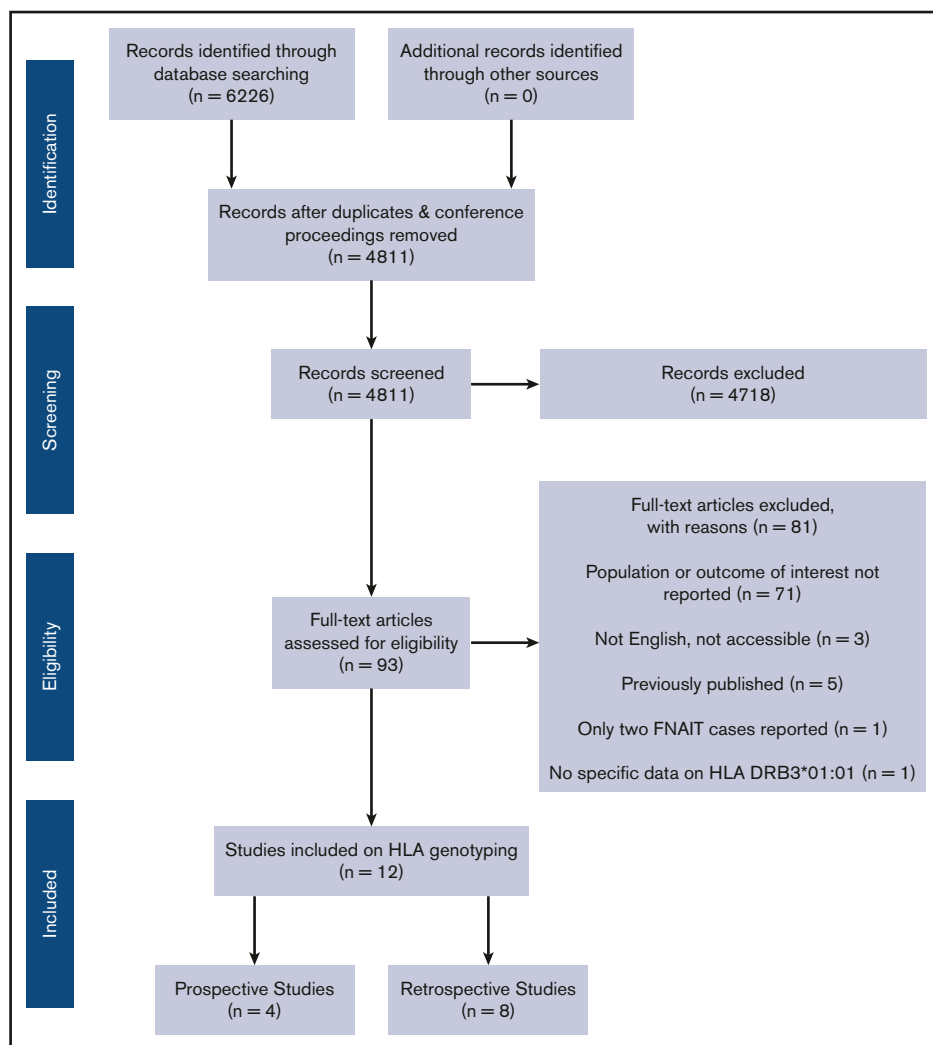 Identification
Records identified through
database searching
(n = 6226)
Additional records identified
through other sources
(n = 0)
Records after duplicates & conference
proceedings removed
(n = 4811)
Screening
Records screened
(n = 4811)
Records excluded
(n = 4718)
Eligibility
Full-text articles
assessed for eligibility
(n = 93)
Full-text articles excluded,
with reasons (n = 81)
Population or outcome of interest not
reported (n = 71)
Not English, not accessible (n = 3)
Previously published (n = 5)
Only two FNAIT cases reported (n = 1)
No specific data on HLA DRB3*01:01 (n = 1)
Included
Studies included on HLA genotyping
(n = 12)
Prospective Studies
(n = 4)
Retrospective Studies
(n = 8)